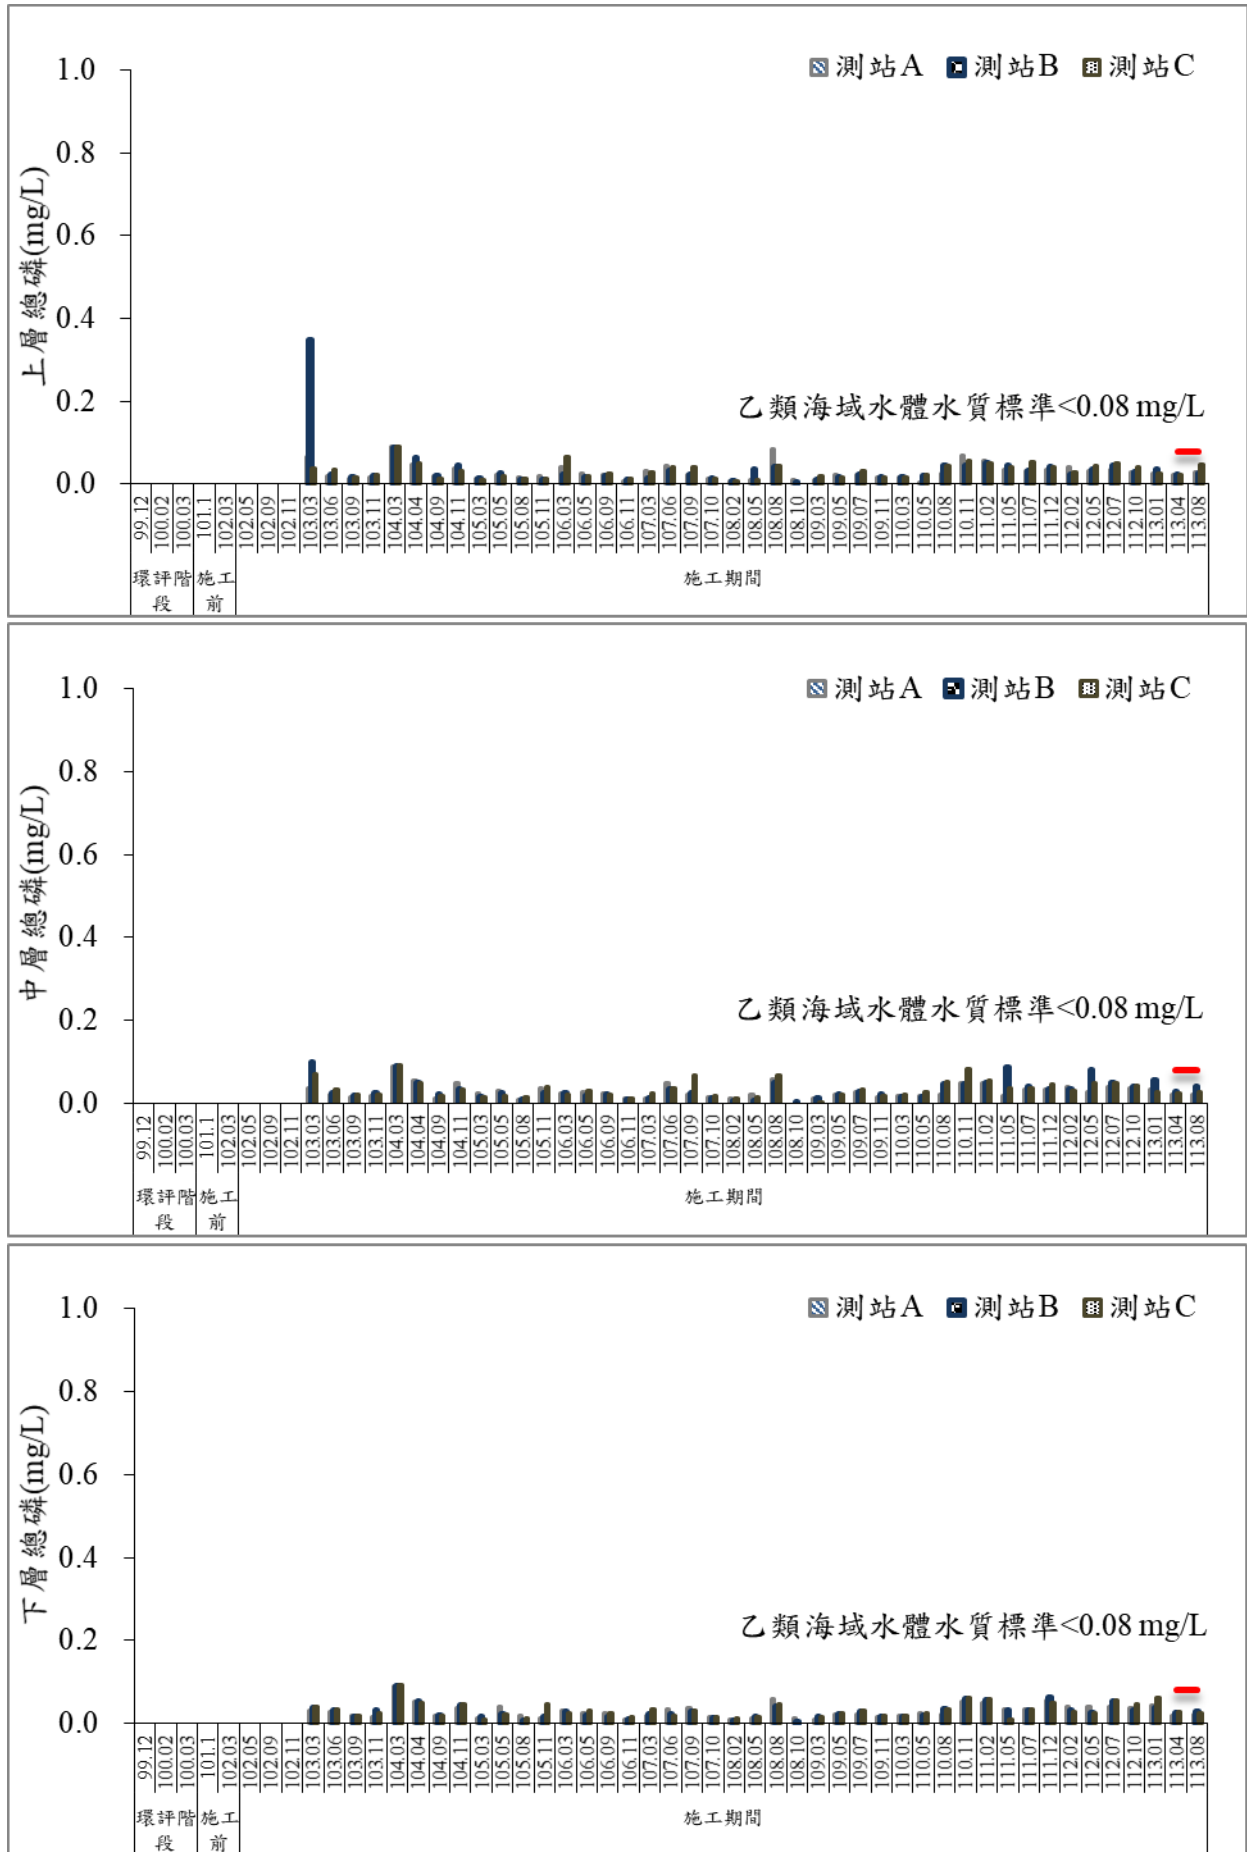 測站A 測站B 測站C
上層總磷(mg/L)
1.0
0.8
0.6
0.4
0.2
0.0
乙類海域水體水質標準<0.08 mg/L
99.12 100.02 100.03 101.1 102.03 102.05 102.09 102.11 103.03 103.06 103.09 103.11 104.03 104.04 104.09 104.11 105.03 105.05 105.08 105.11 106.03 106.05 106.09 106.11 107.03 107.06 107.09 107.10 108.02 108.05 108.08 108.10 109.03 109.05 109.07 109.11 110.03 110.05 110.08 110.11 111.02 111.05 111.07 111.12 112.02 112.05 112.07 112.10 113.01 113.04 113.08
環評階段 施工前 施工期間
測站A 測站B 測站C
中層總磷(mg/L)
1.0
0.8
0.6
0.4
0.2
0.0
乙類海域水體水質標準<0.08 mg/L
99.12 100.02 100.03 101.1 102.03 102.05 102.09 102.11 103.03 103.06 103.09 103.11 104.03 104.04 104.09 104.11 105.03 105.05 105.08 105.11 106.03 106.05 106.09 106.11 107.03 107.06 107.09 107.10 108.02 108.05 108.08 108.10 109.03 109.05 109.07 109.11 110.03 110.05 110.08 110.11 111.02 111.05 111.07 111.12 112.02 112.05 112.07 112.10 113.01 113.04 113.08
環評階段 施工前 施工期間
測站A 測站B 測站C
下層總磷(mg/L)
1.0
0.8
0.6
0.4
0.2
0.0
乙類海域水體水質標準<0.08 mg/L
99.12 100.02 100.03 101.1 102.03 102.05 102.09 102.11 103.03 103.06 103.09 103.11 104.03 104.04 104.09 104.11 105.03 105.05 105.08 105.11 106.03 106.05 106.09 106.11 107.03 107.06 107.09 107.10 108.02 108.05 108.08 108.10 109.03 109.05 109.07 109.11 110.03 110.05 110.08 110.11 111.02 111.05 111.07 111.12 112.02 112.05 112.07 112.10 113.01 113.04 113.08
環評階段 施工前 施工期間